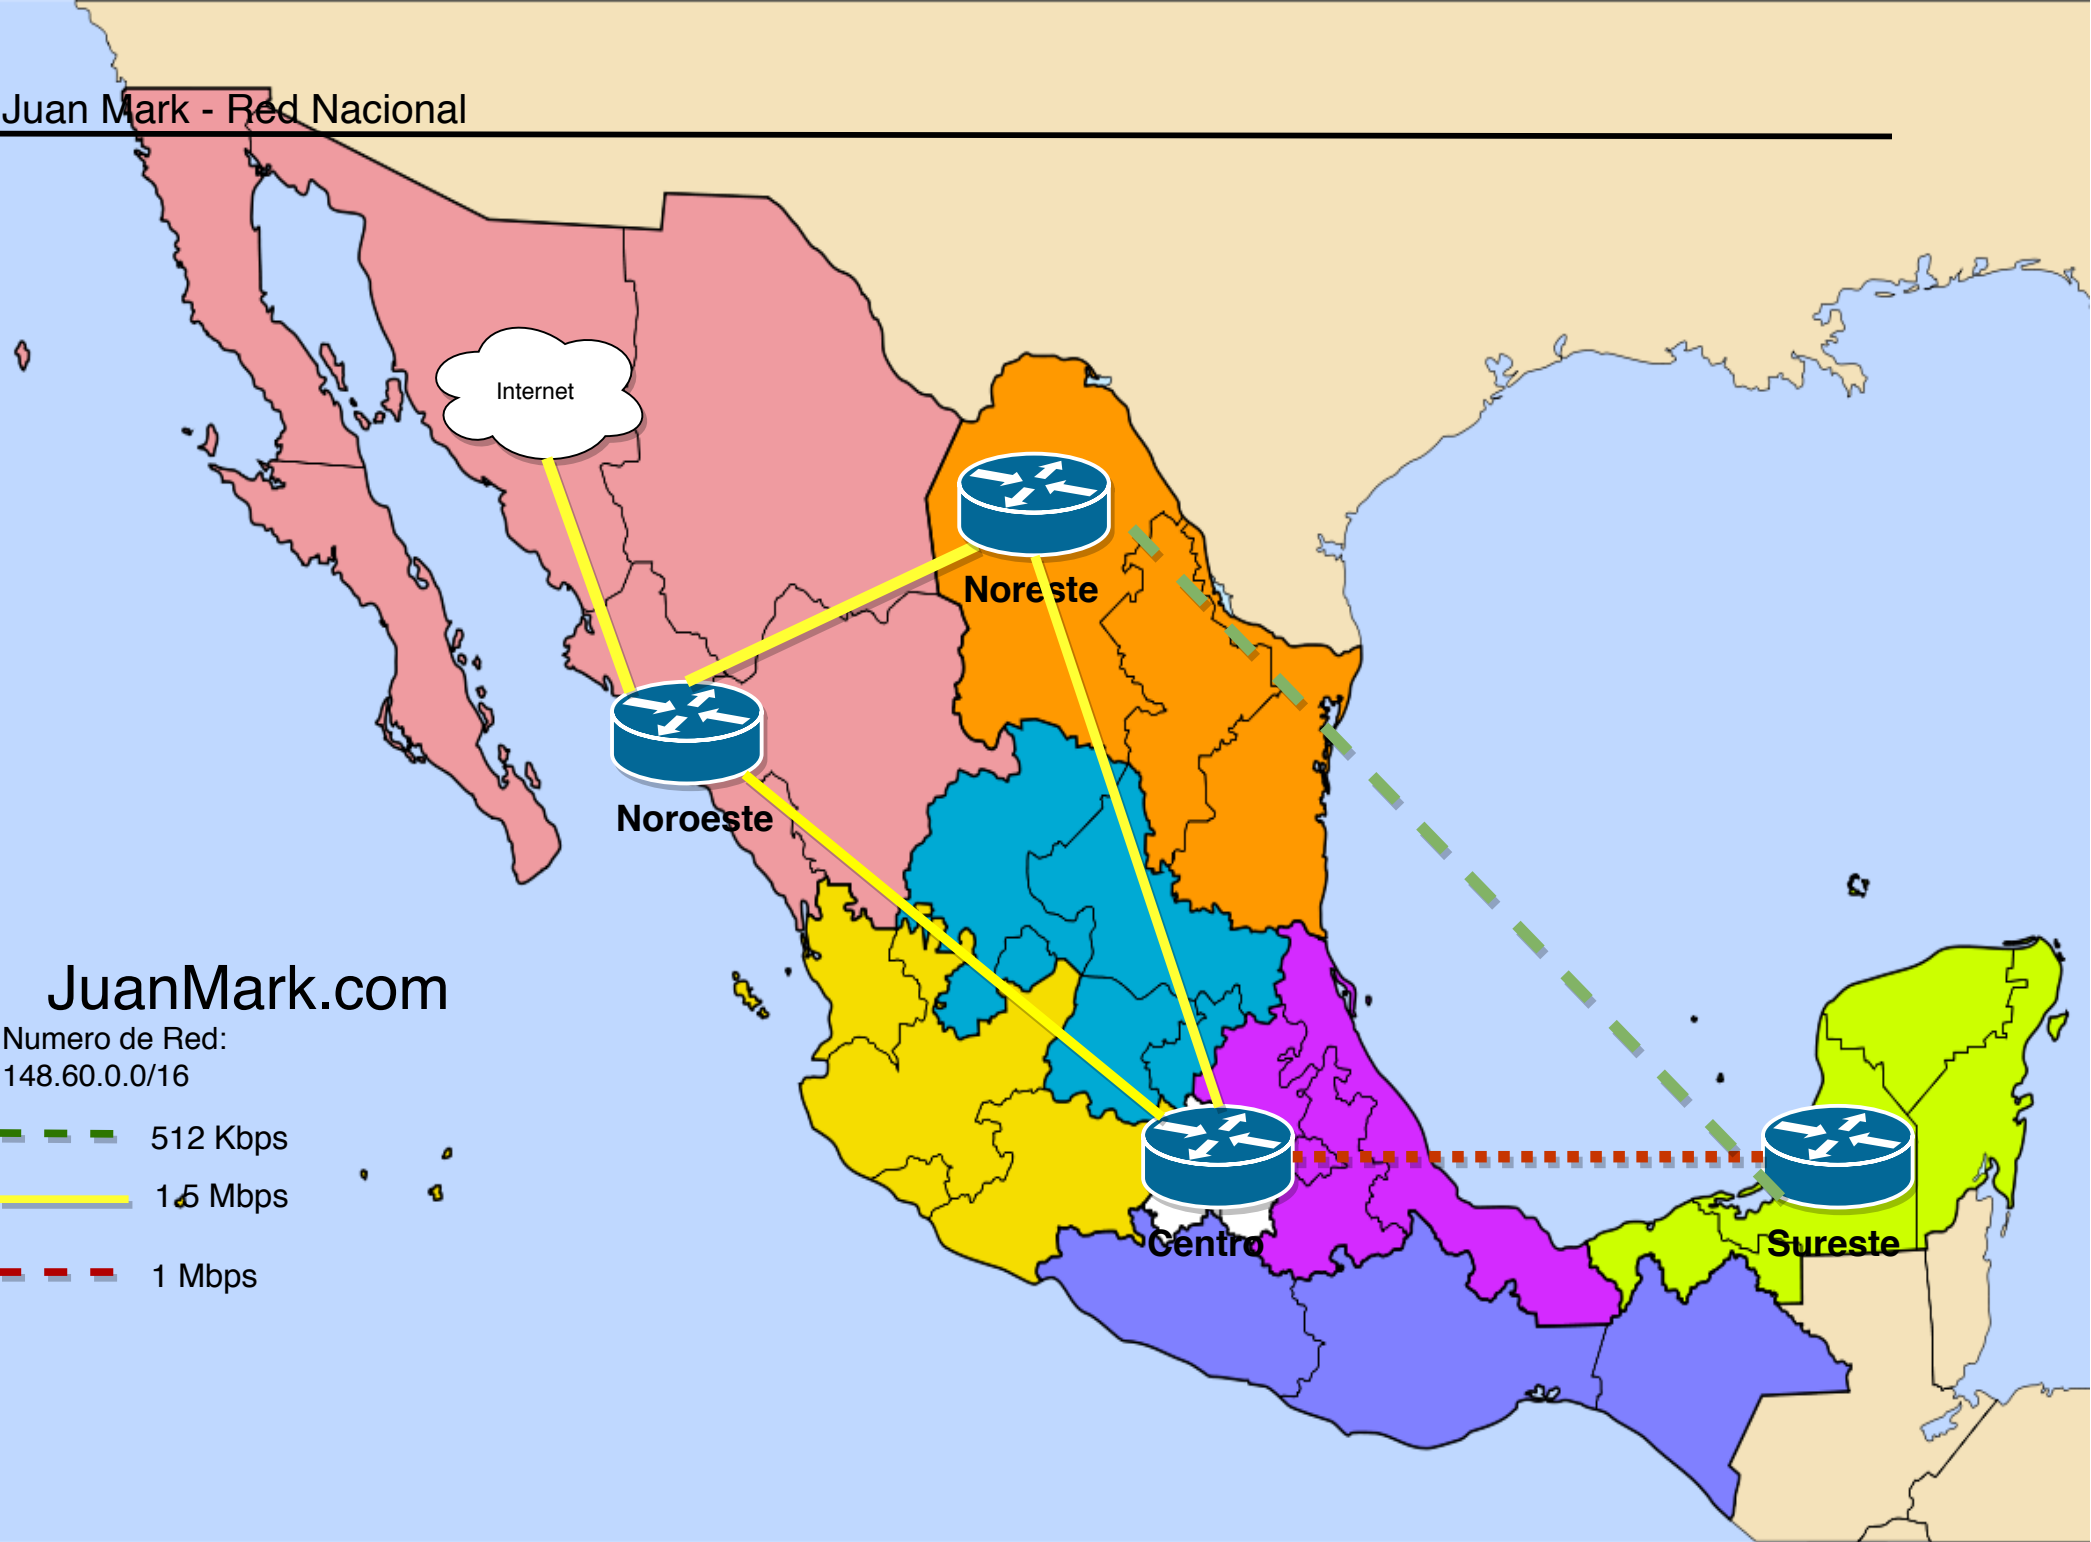 Juan Mark - Red Nacional
Internet
Noreste
Noroeste
JuanMark.com
Numero de Red:
148.60.0.0/16
512 Kbps
1.5 Mbps
1 Mbps
Centro
Sureste